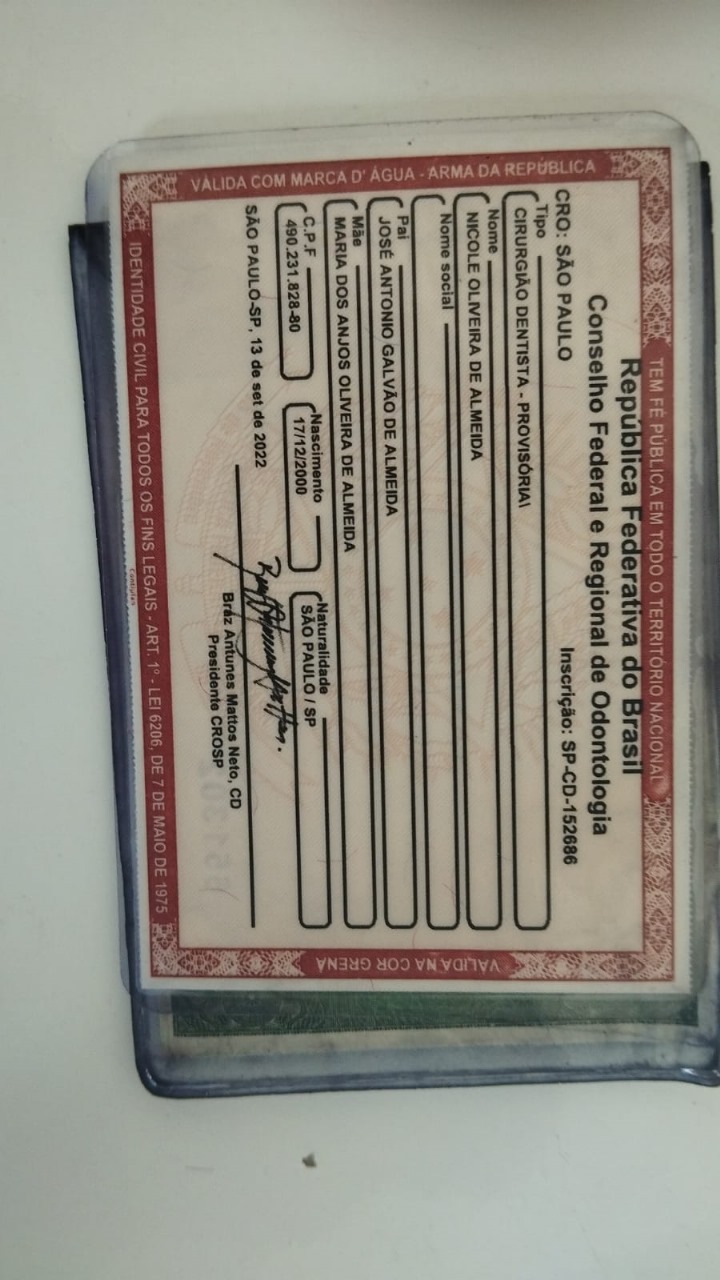 TEM FÉ PÚBLICA EM TODO O TERRITÓRIO NACIONAL
República Federativa do Brasil
Conselho Federal e Regional de Odontologia
CRO: SÃO PAULO Inscrição: SP-CD-152686
Tipo
CIRURGIÃO DENTISTA - PROVISÓRIA\
Nome
NICOLE OLIVEIRA DE ALMEIDA
Nome social
Pai
JOSÉ ANTONIO GALVÃO DE ALMEIDA
Mãe
MARIA DOS ANJOS OLIVEIRA DE ALMEIDA
C.P.F Nascimento Naturalidade
490.231.828-80 17/12/2000 SÃO PAULO / SP
SÃO PAULO-SP, 13 de set de 2022
Braz Antunes Mattos Neto, CD
Presidente CROSP
IDENTIDADE CIVIL PARA TODOS OS FINS LEGAIS - ART. 1º - LEI 6206, DE 7 DE MAIO DE 1975
VÁLIDA COM MARCA D' ÁGUA - ARMA DA REPÚBLICA
VÁLIDA NA COR GRENÁ